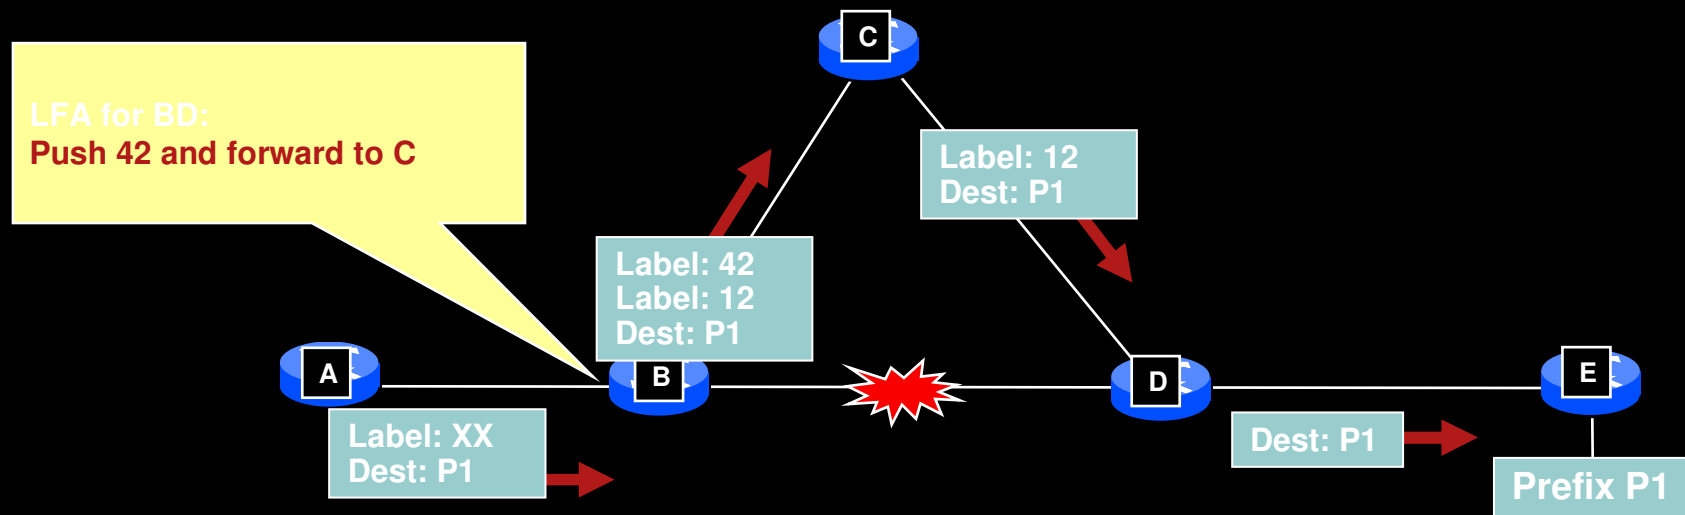 C
LFA for BD:
Push 42 and forward to C
Label: 12
Dest: P1
Label: 42
Label: 12
Dest: P1
A
B
D
E
Label: XX
Dest: P1
Dest: P1
Prefix P1